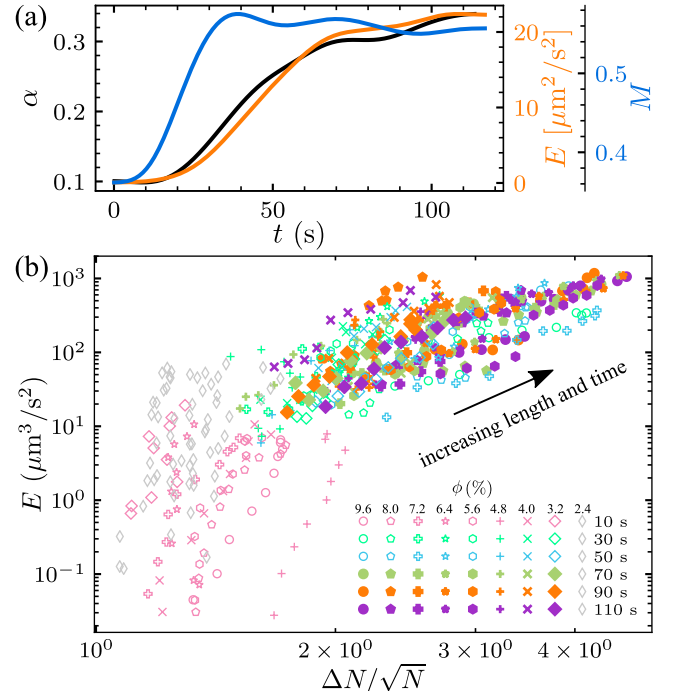 (a)
0.3
0.2
0.1
α
0
50
100
t (s)
20
10
0
E [μm²/s²]
0.5
0.4
M
(b)
10³
10²
10¹
10⁰
10⁻¹
E (μm³/s²)
increasing length and time
ϕ (%)
9.6 8.0 7.2 6.4 5.6 4.8 4.0 3.2 2.4
10 s
30 s
50 s
70 s
90 s
110 s
10⁰ 2 × 10⁰ 3 × 10⁰ 4 × 10⁰
ΔN/√N